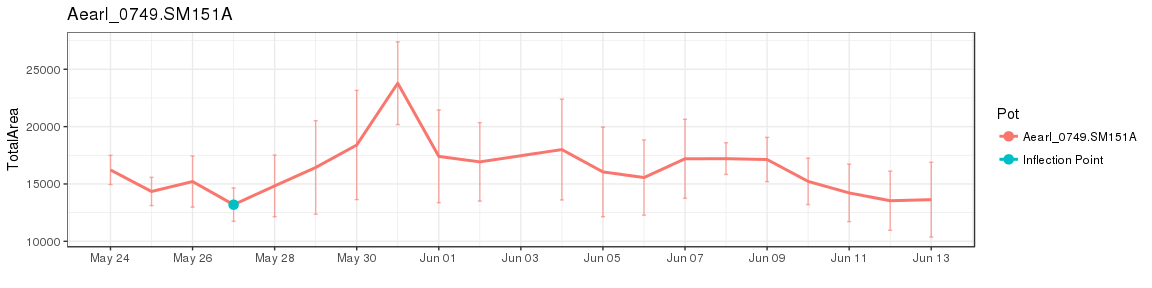 Aearl_0749.SM151A
TotalArea
25000
20000
15000
10000
May 24 May 26 May 28 May 30 Jun 01 Jun 03 Jun 05 Jun 07 Jun 09 Jun 11 Jun 13
Pot
Aearl_0749.SM151A
Inflection Point